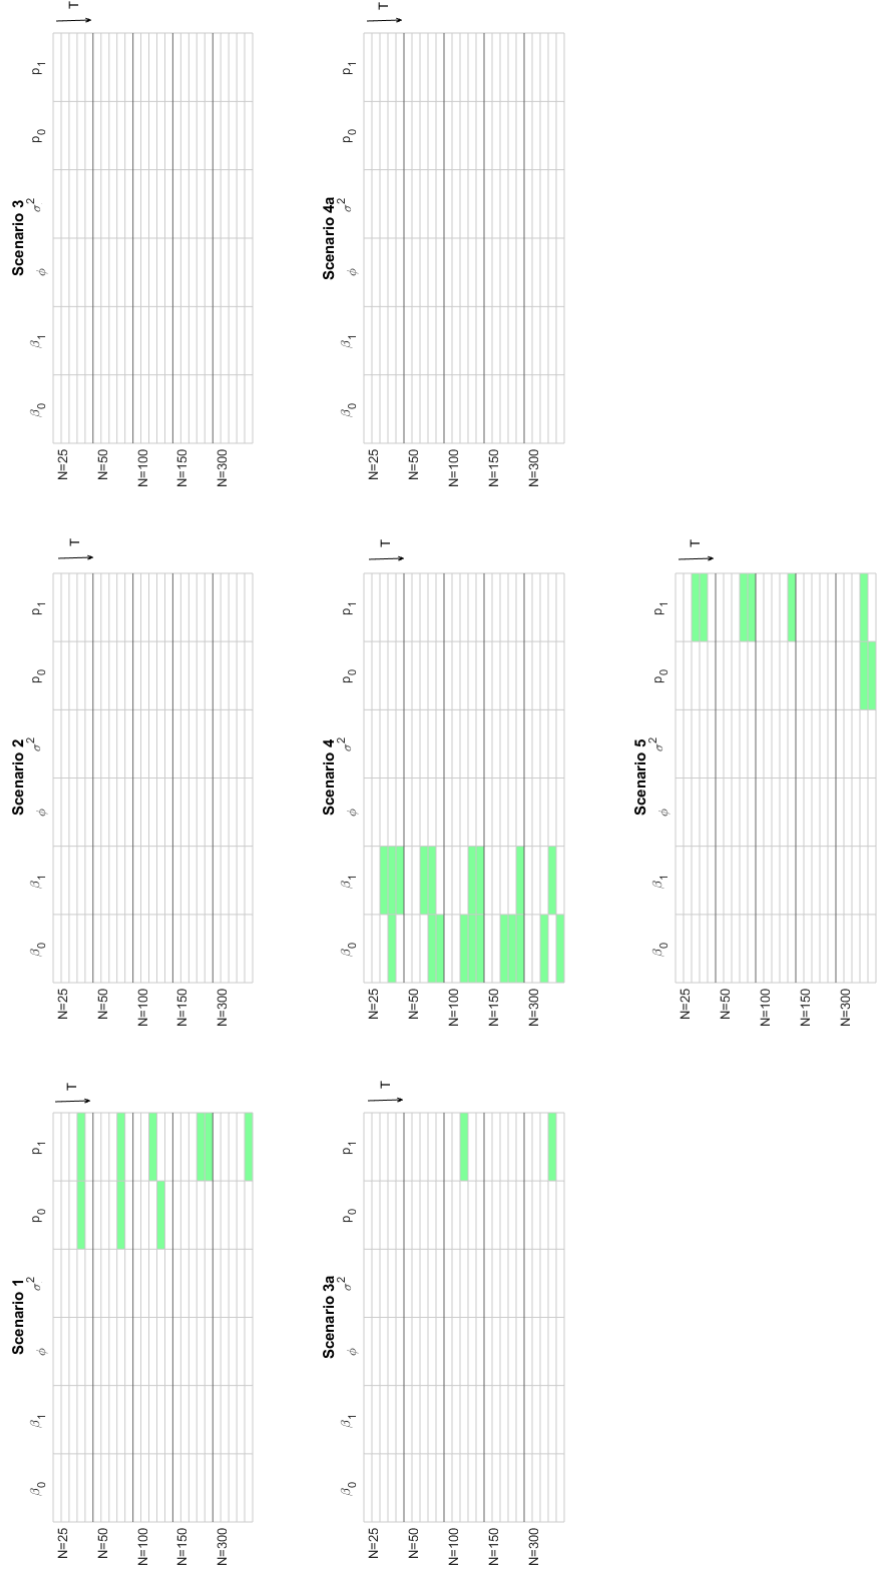 Scenario 1
β0 β1 ϕ σ2 p0 p1
T
N=25
N=50
N=100
N=150
N=300
Scenario 2
β0 β1 ϕ σ2 p0 p1
T
N=25
N=50
N=100
N=150
N=300
Scenario 3
β0 β1 ϕ σ2 p0 p1
T
N=25
N=50
N=100
N=150
N=300
Scenario 3a
β0 β1 ϕ σ2 p0 p1
T
N=25
N=50
N=100
N=150
N=300
Scenario 4
β0 β1 ϕ σ2 p0 p1
T
N=25
N=50
N=100
N=150
N=300
Scenario 4a
β0 β1 ϕ σ2 p0 p1
T
N=25
N=50
N=100
N=150
N=300
Scenario 5
β0 β1 ϕ σ2 p0 p1
T
N=25
N=50
N=100
N=150
N=300